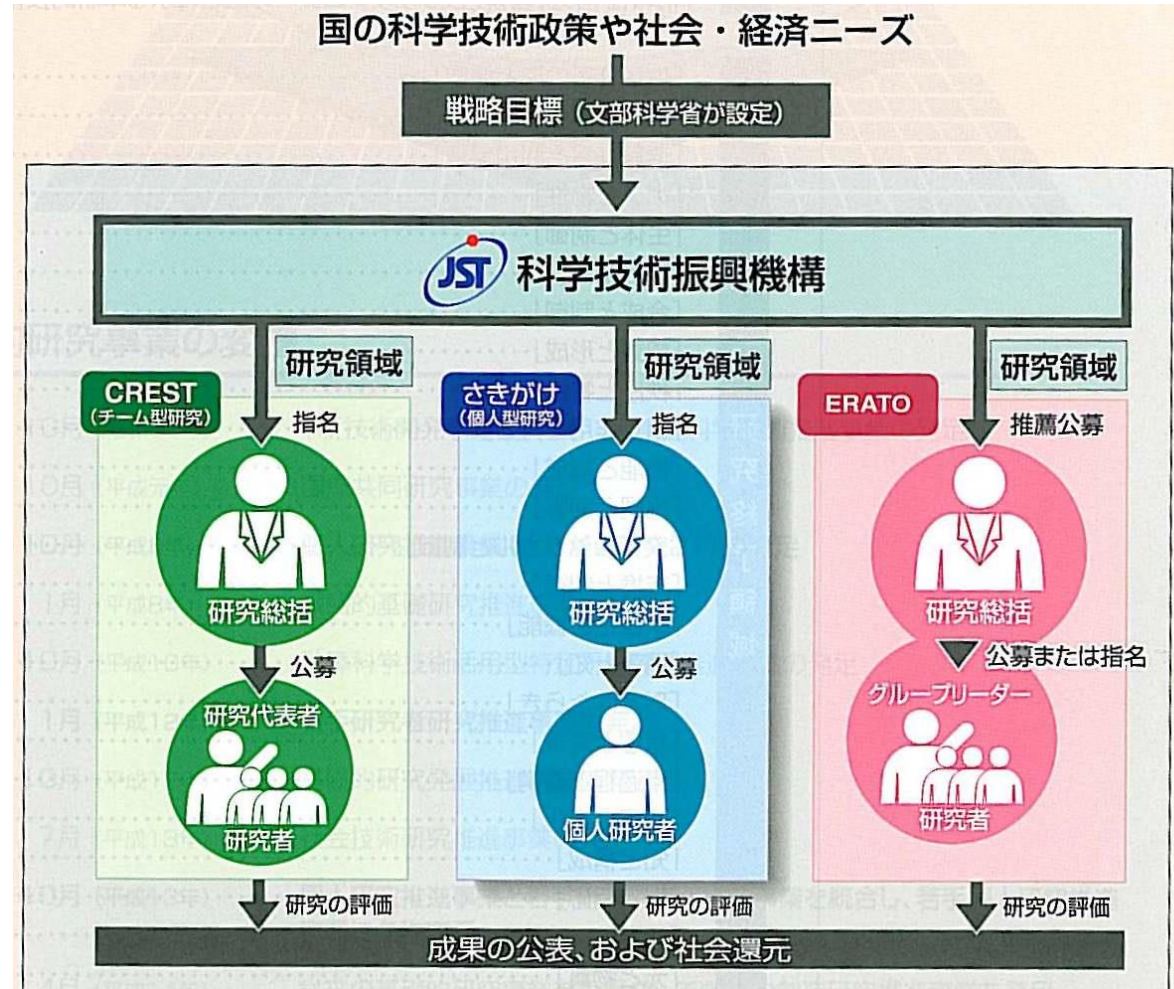 国の科学技術政策や社会・経済ニーズ
戦略目標（文部科学省が設定）
JST 科学技術振興機構
研究領域
CREST
（チーム型研究）
指名
研究総括
公募
研究代表者
研究者
研究の評価
研究領域
さきがけ
（個人型研究）
指名
研究総括
公募
個人研究者
研究の評価
研究領域
ERATO
推薦公募
研究総括
公募または指名
グループリーダー
研究者
研究の評価
成果の公表、および社会還元